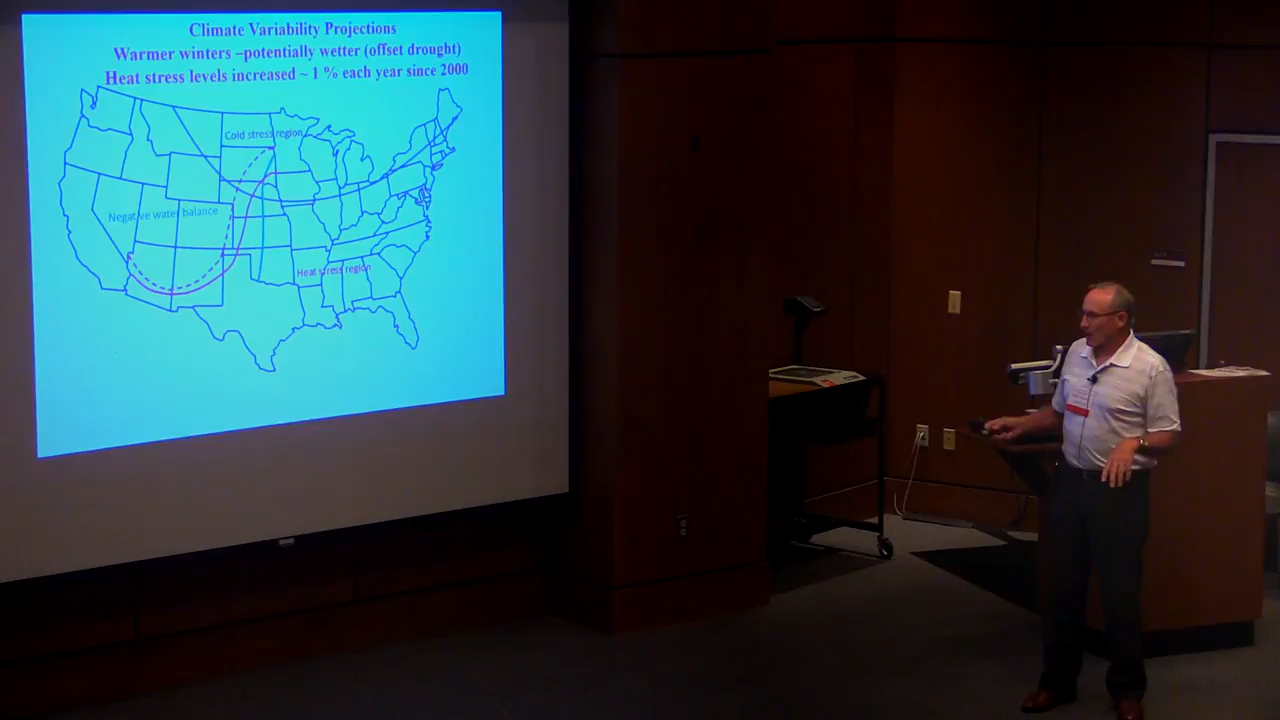 Climate Variability Projections
Warmer winters –potentially wetter (offset drought)
Heat stress levels increased ~ 1 % each year since 2000
Cold stress region
Negative water balance
Heat stress region